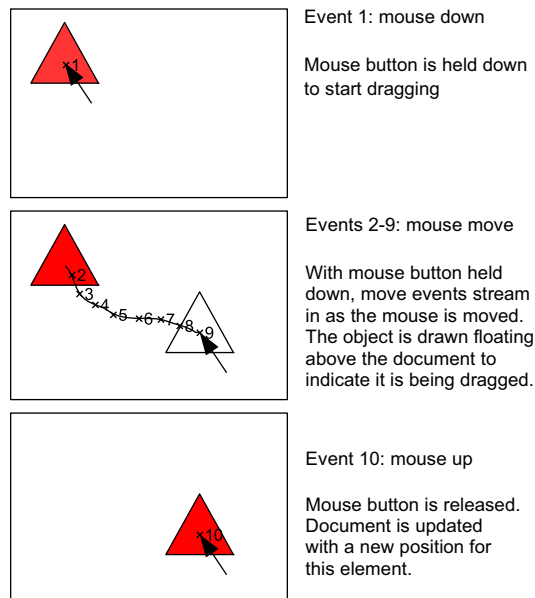 Event 1: mouse down
Mouse button is held down
to start dragging
1
Events 2-9: mouse move
With mouse button held
down, move events stream
in as the mouse is moved.
The object is drawn floating
above the document to
indicate it is being dragged.
2
3
4
5
6
7
8
9
Event 10: mouse up
Mouse button is released.
Document is updated
with a new position for
this element.
10